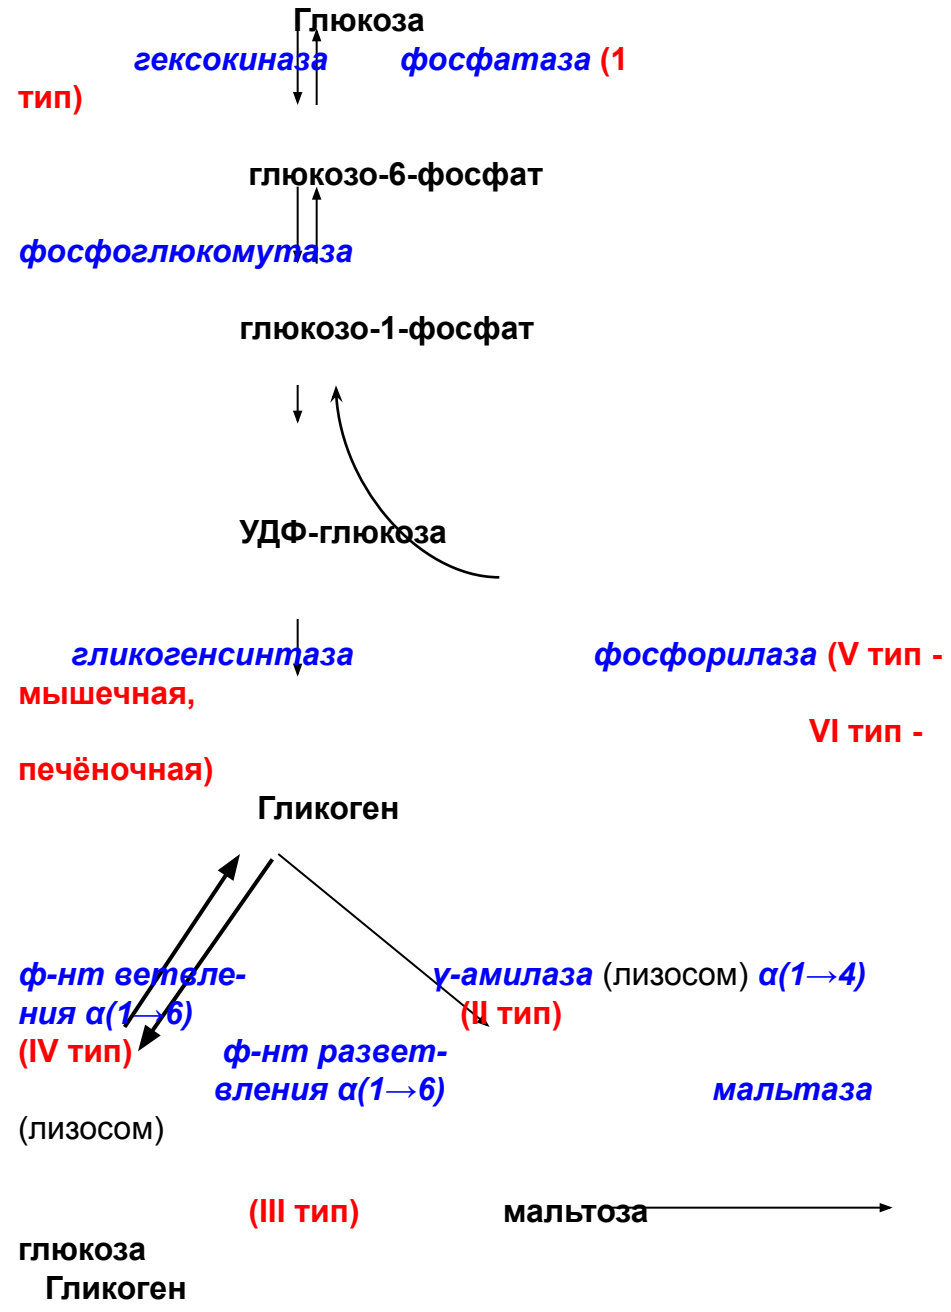 Глюкоза
гексокиназа фосфатаза (1
тип)
глюкозо-6-фосфат
фосфоглюкомутаза
глюкозо-1-фосфат
УДФ-глюкоза
гликогенсинтаза фосфорилаза (V тип -
мышечная,
VI тип -
печёночная)
Гликоген
ф-нт ветвле- γ-амилаза (лизосом) α(1→4)
ния α(1→6) (II тип)
(IV тип) ф-нт развет-
вления α(1→6) мальтаза
(лизосом)
(III тип) мальтоза
глюкоза
Гликоген